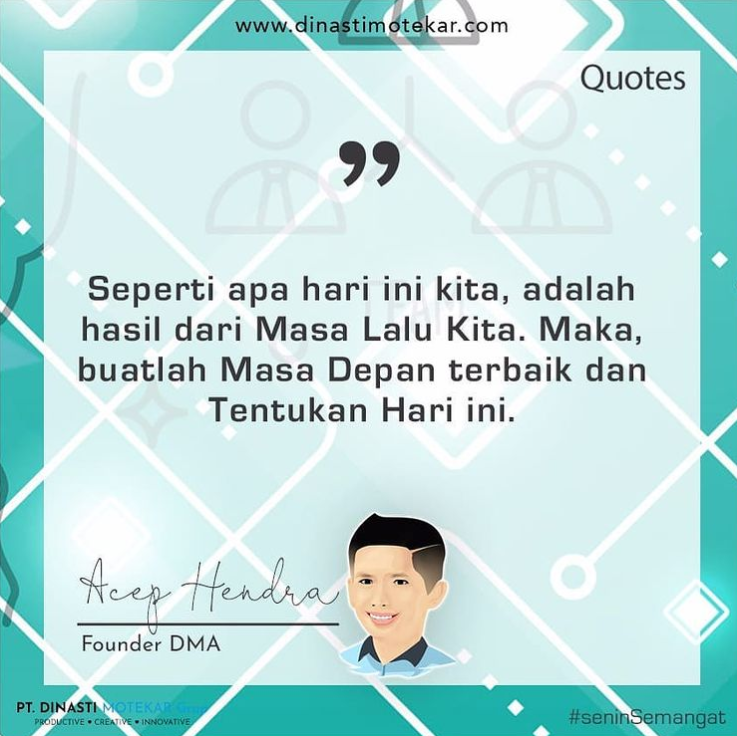 www.dinastimotekar.com
Quotes
”
Seperti apa hari ini kita, adalah
hasil dari Masa Lalu Kita. Maka,
buatlah Masa Depan terbaik dan
Tentukan Hari ini.
Acep Hendra
Founder DMA
PT. DINASTI MOTEKAR Group
PRODUCTIVE • CREATIVE • INNOVATIVE
#seninSemangat